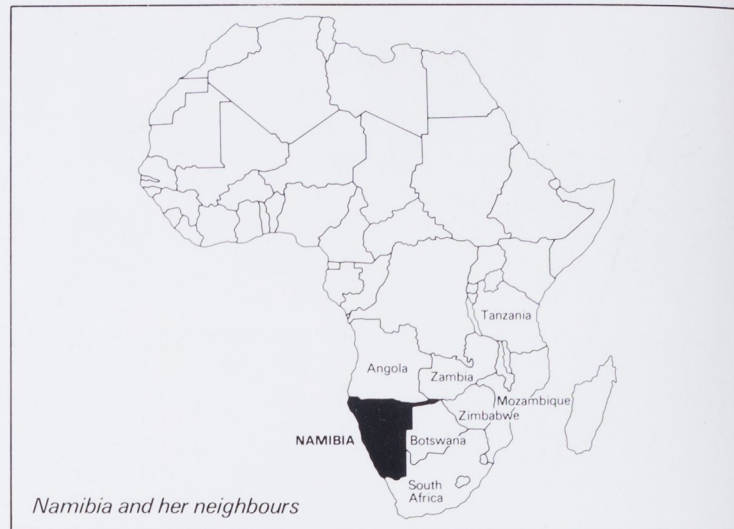 Tanzania
Angola
Zambia
Mozambique
Zimbabwe
NAMIBIA
Botswana
South
Africa
Namibia and her neighbours